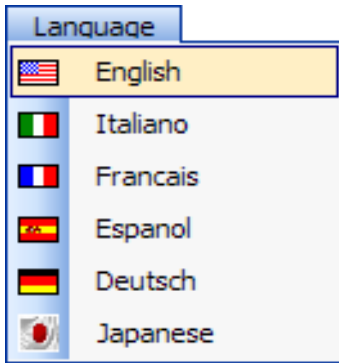 Language
English
Italiano
Francais
Espanol
Deutsch
Japanese